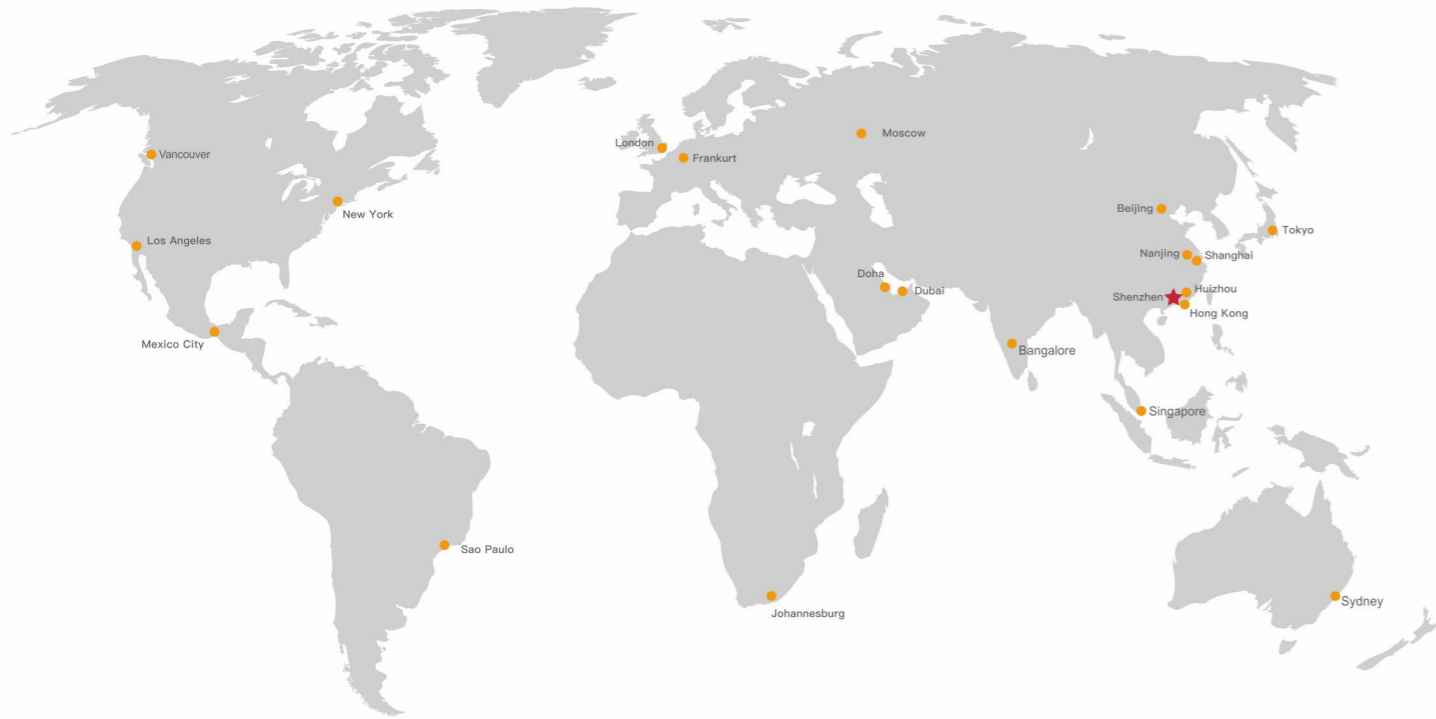 Moscow
London
Frankurt
Vancouver
New York
Beijing
Tokyo
Los Angeles
Nanjing
Shanghai
Doha
Dubai
Huizhou
Shenzhen
Hong Kong
Mexico City
Bangalore
Singapore
Sao Paulo
Johannesburg
Sydney